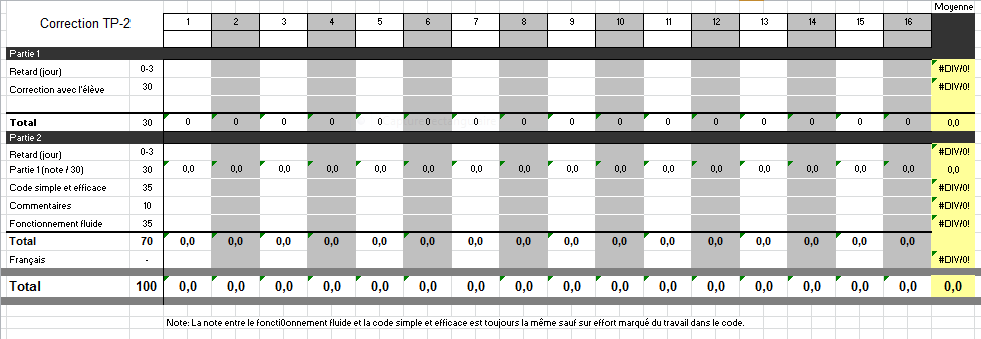 Moyenne
Correction TP-2 1 2 3 4 5 6 7 8 9 10 11 12 13 14 15 16
Partie 1
Retard (jour) 0-3 #DIV/0!
Correction avec l'élève 30 #DIV/0!
Total 30 0 0 0 0 0 0 0 0 0 0 0 0 0 0 0 0 0,0
Partie 2
Retard (jour) 0-3 #DIV/0!
Partie 1 (note / 30) 30 0,0 0,0 0,0 0,0 0,0 0,0 0,0 0,0 0,0 0,0 0,0 0,0 0,0 0,0 0,0 0,0 0,0
Code simple et efficace 35 #DIV/0!
Commentaires 10 #DIV/0!
Fonctionnement fluide 35 #DIV/0!
Total 70 0,0 0,0 0,0 0,0 0,0 0,0 0,0 0,0 0,0 0,0 0,0 0,0 0,0 0,0 0,0 0,0
Français - #DIV/0!
Total 100 0,0 0,0 0,0 0,0 0,0 0,0 0,0 0,0 0,0 0,0 0,0 0,0 0,0 0,0 0,0 0,0 0,0
Note: La note entre le foncti0onnement fluide et la code simple et efficace est toujours la même sauf sur effort marqué du travail dans le code.